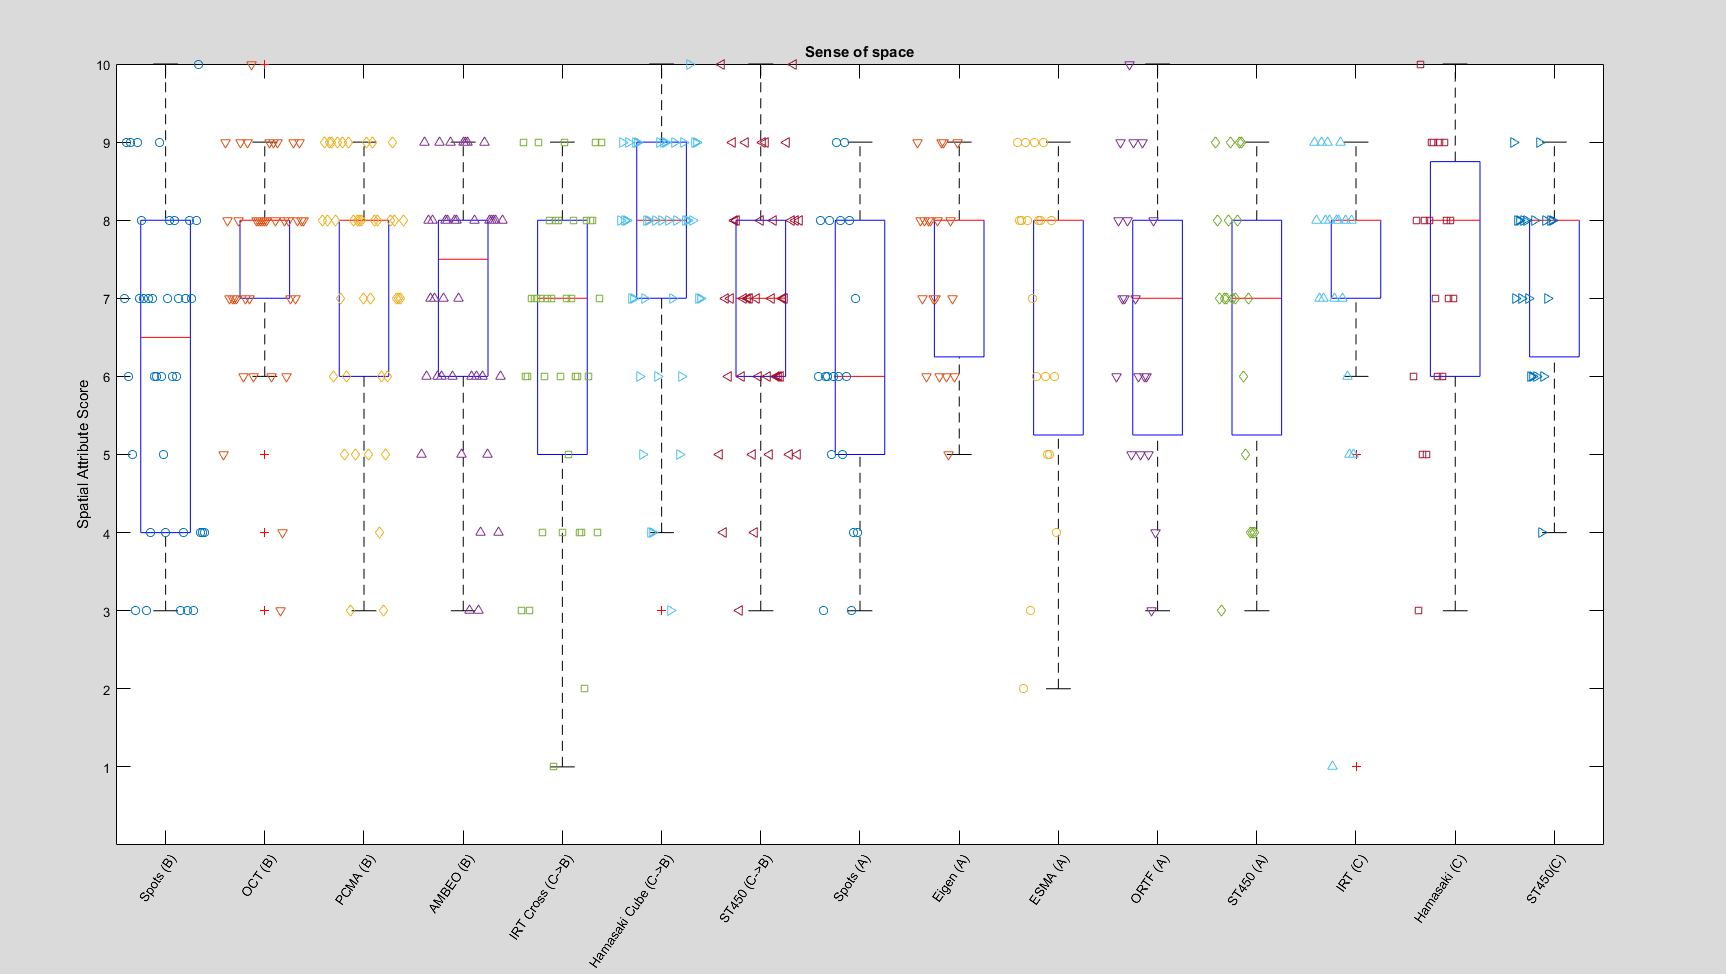 Sense of space
Spatial Attribute Score
10
9
8
7
6
5
4
3
2
1
Spots (B)
OCT (B)
PCMA (B)
AMBEO (B)
IRT Cross (C->B)
Hamasaki Cube (C->B)
ST450 (C->B)
Spots (A)
Eigen (A)
ESMA (A)
ORTF (A)
ST450 (A)
IRT (C)
Hamasaki (C)
ST450(C)